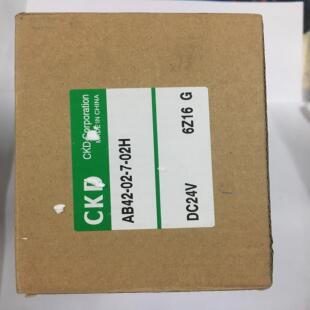 CKD
CKD Corporation
MADE IN CHINA
AB42-02-7-02H
DC24V
6Z16 G